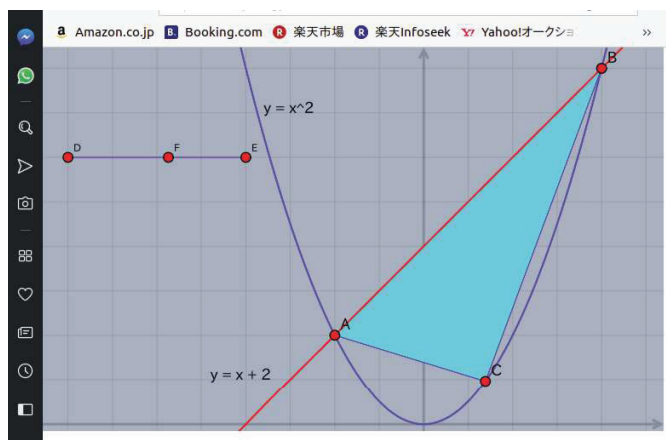 a Amazon.co.jp B. Booking.com R 楽天市場 R 楽天Infoseek Y! Yahoo!オークショ »
B
y = x^2
D F E
A
y = x + 2
C